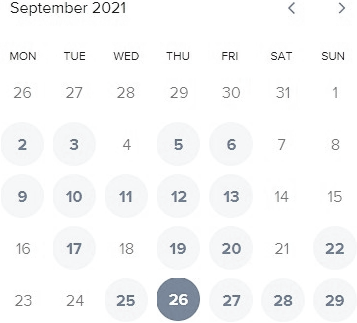 September 2021
MON TUE WED THU FRI SAT SUN
26 27 28 29 30 31 1
2 3 4 5 6 7 8
9 10 11 12 13 14 15
16 17 18 19 20 21 22
23 24 25 26 27 28 29